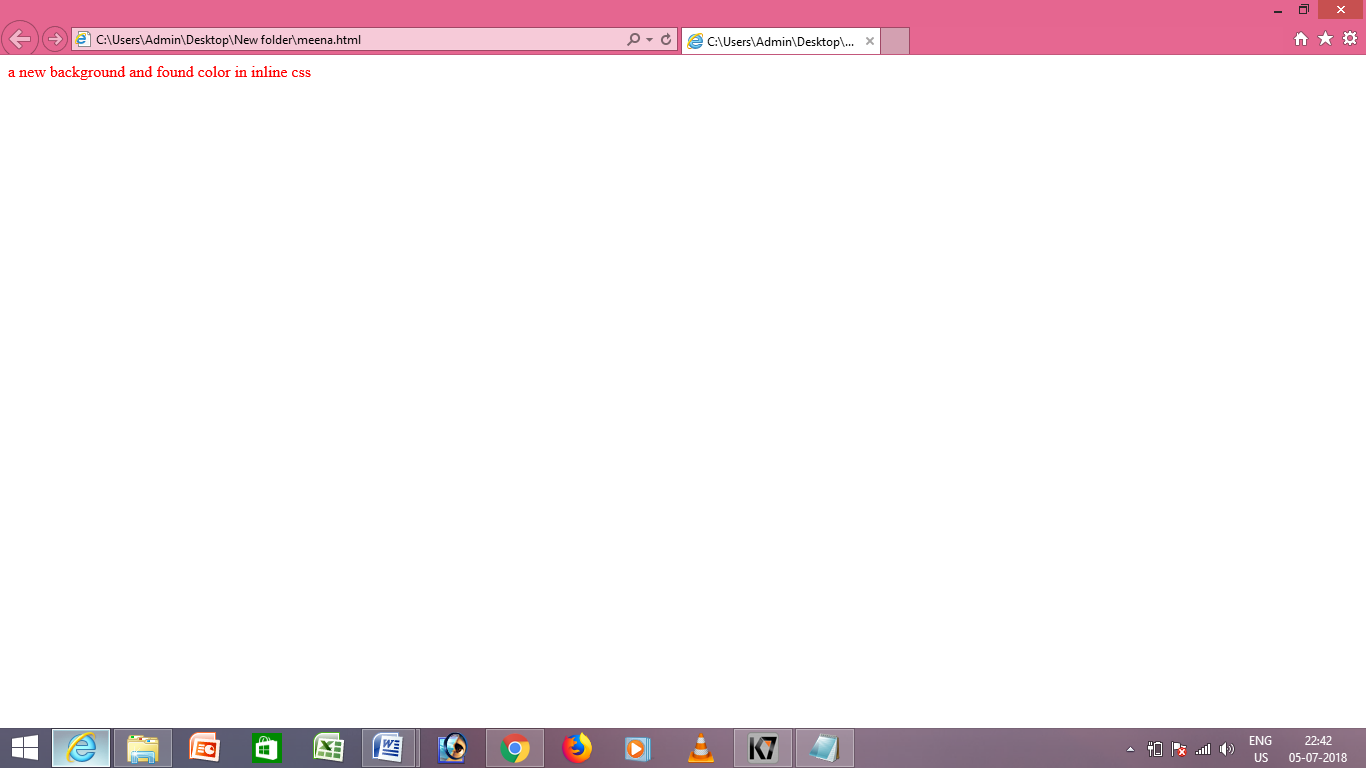 C:\Users\Admin\Desktop\New folder\meena.html
C:\Users\Admin\Desktop\...
a new background and found color in inline css
K7
ENG
US
22:42
05-07-2018